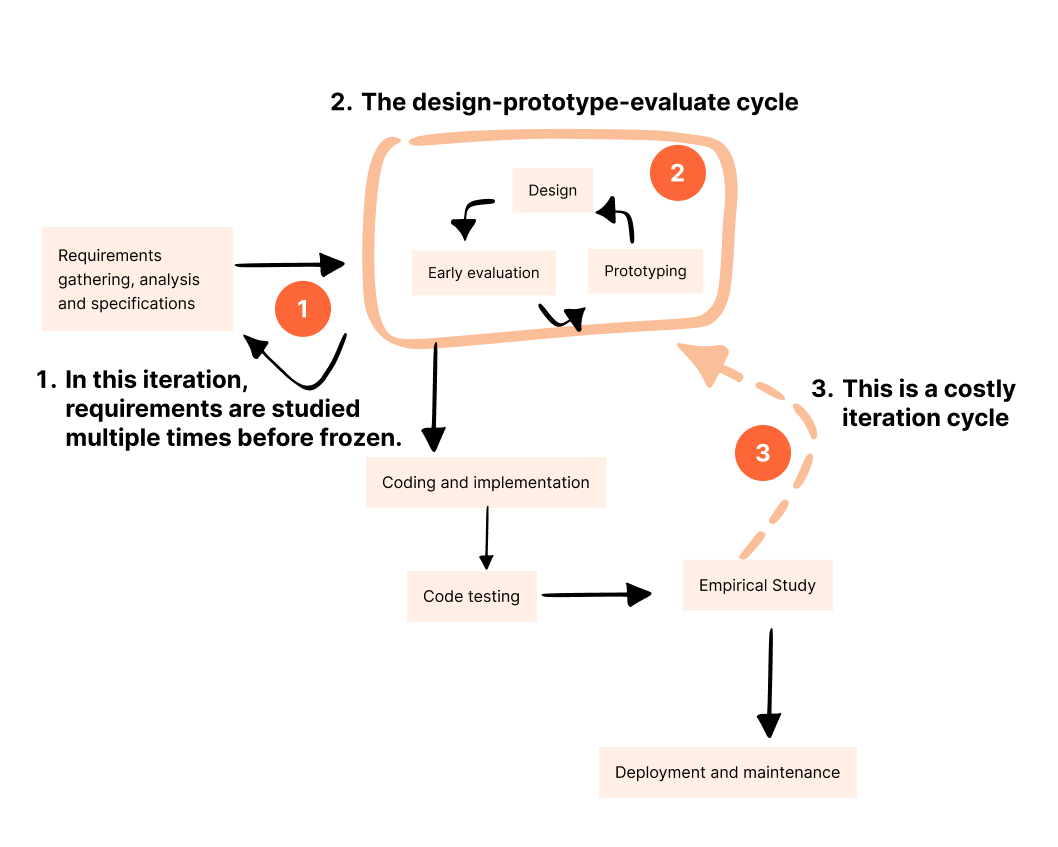 2. The design-prototype-evaluate cycle
2
Design
Requirements
gathering, analysis
and specifications
Early evaluation
Prototyping
1
1. In this iteration,
requirements are studied
multiple times before frozen.
3. This is a costly
iteration cycle
3
Coding and implementation
Code testing
Empirical Study
Deployment and maintenance